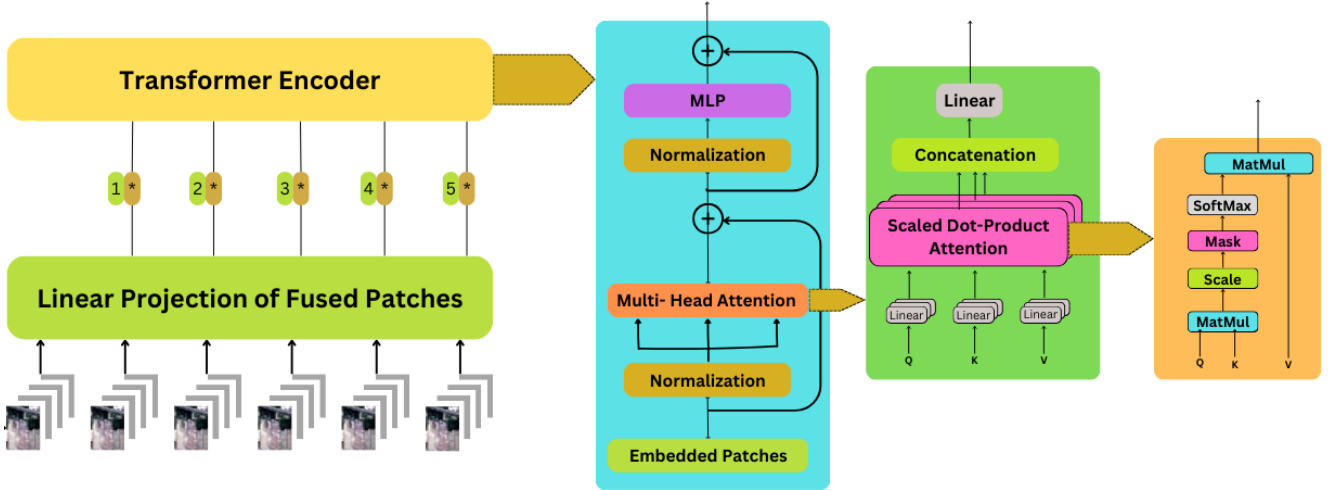 Transformer Encoder
1 * 2 * 3 * 4 * 5 *
Linear Projection of Fused Patches
+
MLP
Normalization
+
Multi- Head Attention
Normalization
Embedded Patches
Linear
Concatenation
Scaled Dot-Product
Attention
Linear Linear Linear
Q K V
MatMul
SoftMax
Mask
Scale
MatMul
Q K V